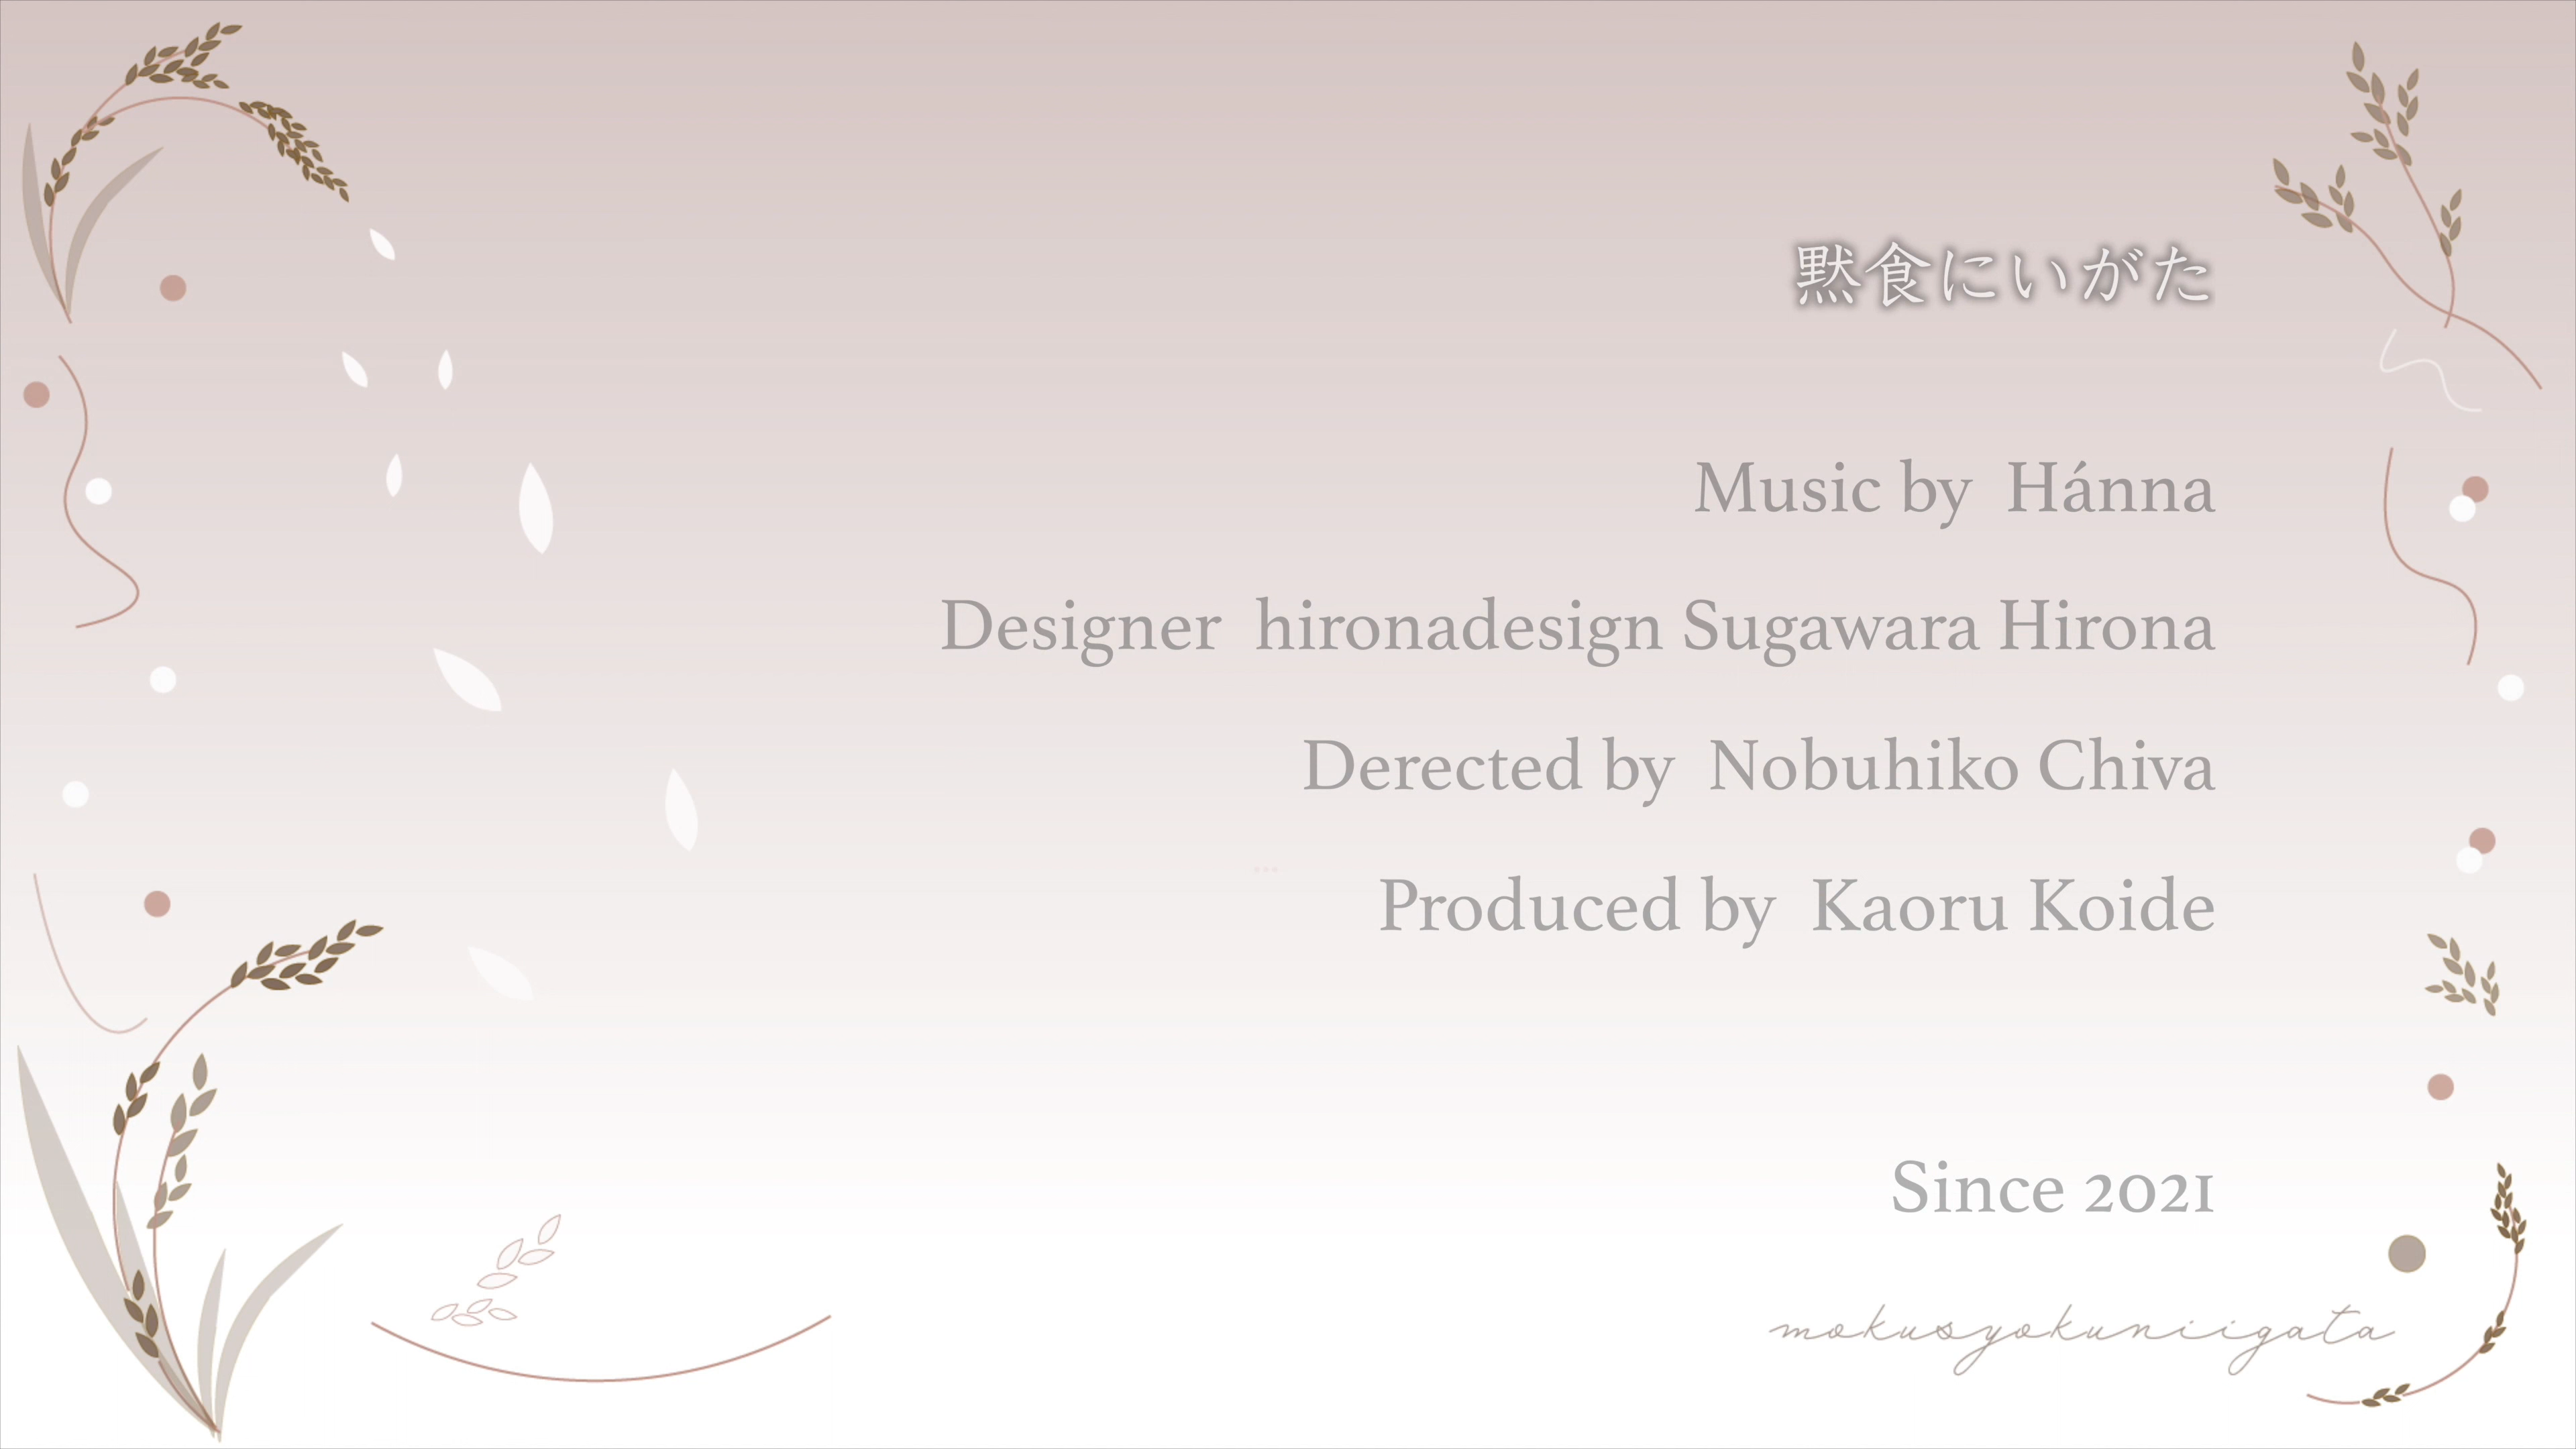 黙食にいがた
Music by Hánna
Designer hironadesign Sugawara Hirona
Derected by Nobuhiko Chiva
Produced by Kaoru Koide
Since 2021
mokusyokuniigata